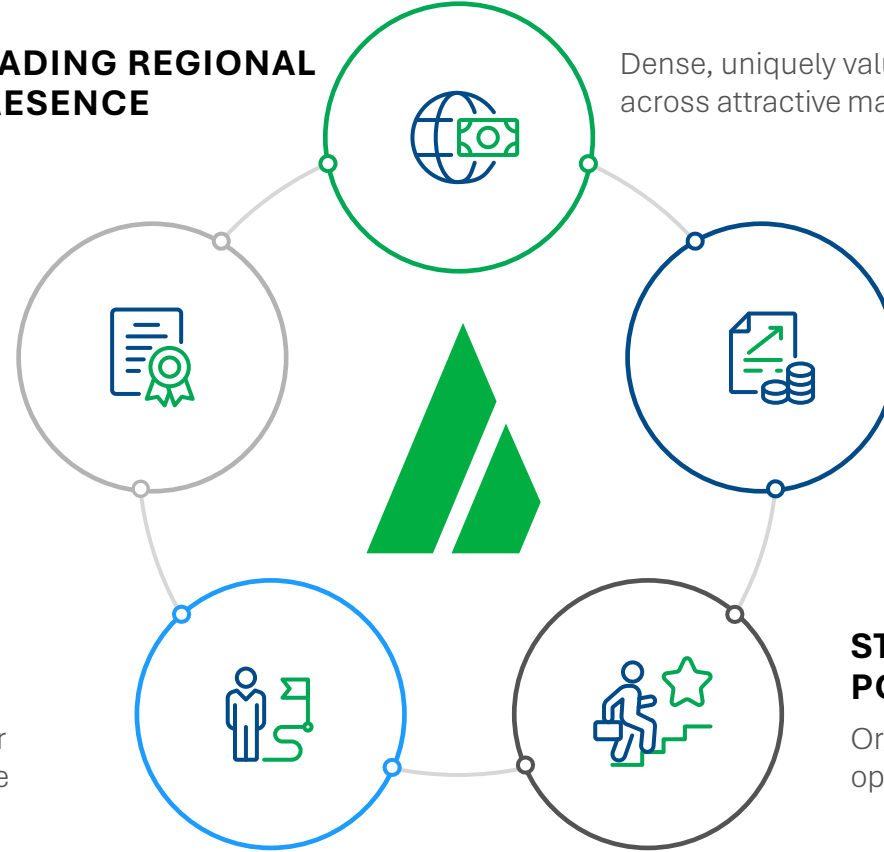 ADING REGIONAL
ESENCE
Dense, uniquely valu
across attractive ma
ST
PO
r
Or
e
op